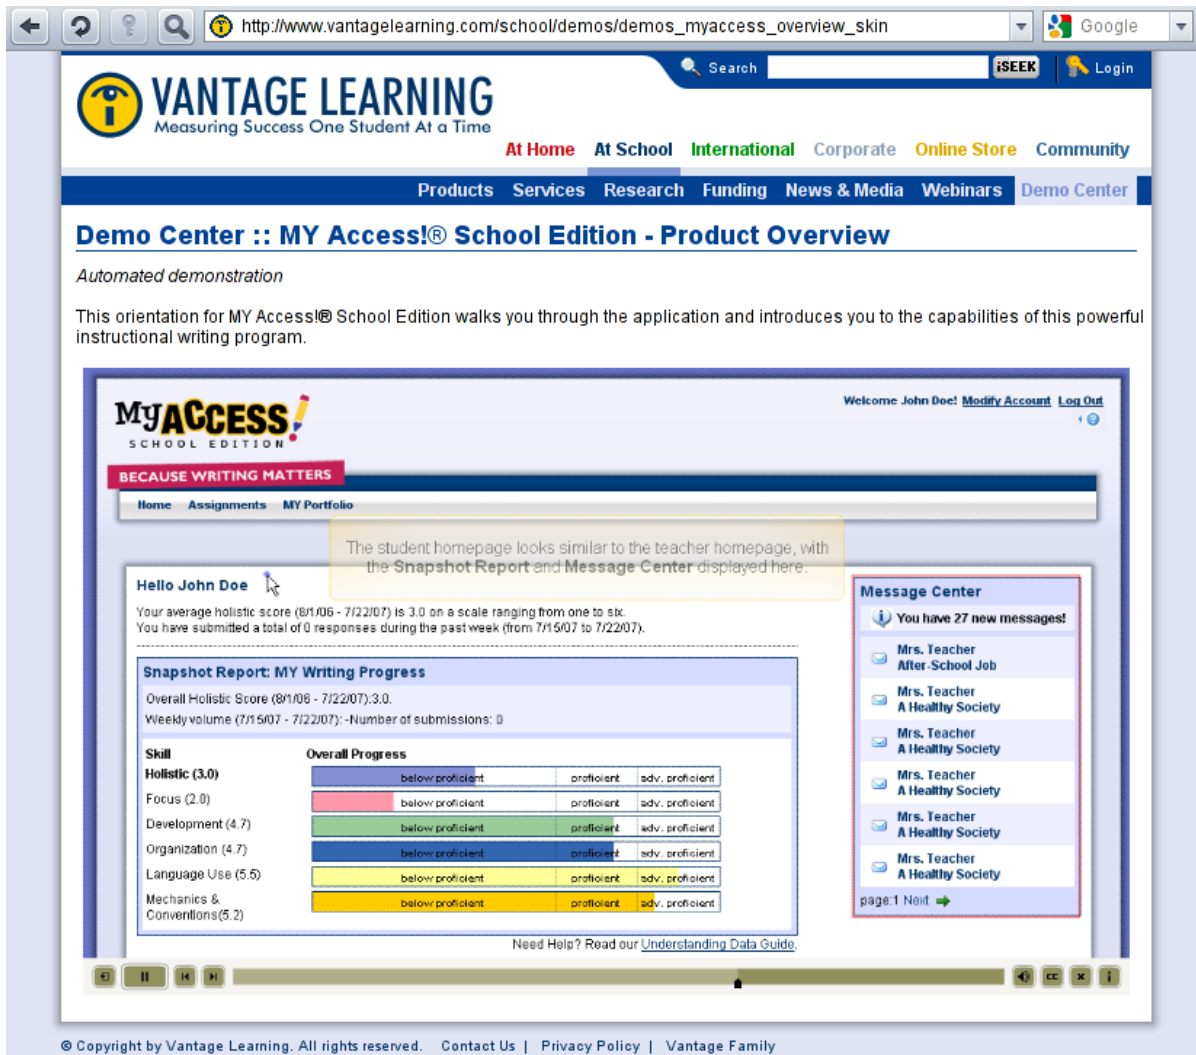 http://www.vantagelearning.com/school/demos/demos_myaccess_overview_skin
Google
Search
iSEEK
Login
VANTAGE LEARNING
Measuring Success One Student At a Time
At Home At School International Corporate Online Store Community
Products Services Research Funding News & Media Webinars Demo Center
Demo Center :: MY Access!® School Edition - Product Overview
Automated demonstration
This orientation for MY Access!® School Edition walks you through the application and introduces you to the capabilities of this powerful
instructional writing program.
MY ACCESS!
SCHOOL EDITION
Welcome John Doe! Modify Account Log Out
BECAUSE WRITING MATTERS
Home Assignments MY Portfolio
The student homepage looks similar to the teacher homepage, with
the Snapshot Report and Message Center displayed here.
Hello John Doe
Your average holistic score (8/1/06 - 7/22/07) is 3.0 on a scale ranging from one to six.
You have submitted a total of 0 responses during the past week (from 7/15/07 to 7/22/07).
Snapshot Report: MY Writing Progress
Overall Holistic Score (8/1/06 - 7/22/07):3.0.
Weekly volume (7/15/07 - 7/22/07): -Number of submissions: 0
Skill Overall Progress
Holistic (3.0) below proficient proficient adv. proficient
Focus (2.0) below proficient proficient adv. proficient
Development (4.7) below proficient proficient adv. proficient
Organization (4.7) below proficient proficient adv. proficient
Language Use (5.5) below proficient proficient adv. proficient
Mechanics &
Conventions(5.2) below proficient proficient adv. proficient
Need Help? Read our Understanding Data Guide.
Message Center
You have 27 new messages!
Mrs. Teacher
After-School Job
Mrs. Teacher
A Healthy Society
Mrs. Teacher
A Healthy Society
Mrs. Teacher
A Healthy Society
Mrs. Teacher
A Healthy Society
Mrs. Teacher
A Healthy Society
page:1 Next
CC
© Copyright by Vantage Learning. All rights reserved. Contact Us | Privacy Policy | Vantage Family